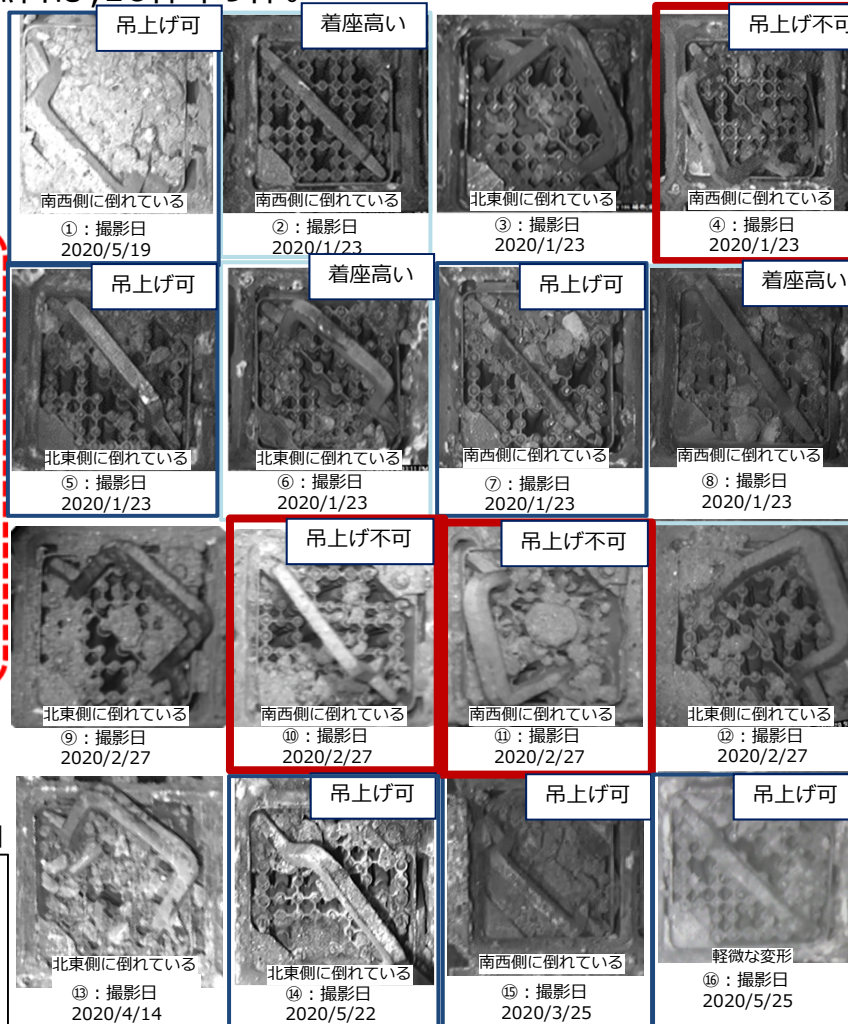 吊上げ可
着座高い
吊上げ不可
南西側に倒れている
南西側に倒れている
北東側に倒れている
南西側に倒れている
①：撮影日
2020/5/19
②：撮影日
2020/1/23
③：撮影日
2020/1/23
④：撮影日
2020/1/23
吊上げ可
着座高い
吊上げ可
着座高い
北東側に倒れている
北東側に倒れている
南西側に倒れている
南西側に倒れている
⑤：撮影日
2020/1/23
⑥：撮影日
2020/1/23
⑦：撮影日
2020/1/23
⑧：撮影日
2020/1/23
吊上げ不可
吊上げ不可
北東側に倒れている
南西側に倒れている
南西側に倒れている
北東側に倒れている
⑨：撮影日
2020/2/27
⑩：撮影日
2020/2/27
⑪：撮影日
2020/2/27
⑫：撮影日
2020/2/27
吊上げ可
吊上げ可
吊上げ可
北東側に倒れている
北東側に倒れている
南西側に倒れている
軽微な変形
⑬：撮影日
2020/4/14
⑭：撮影日
2020/5/22
⑮：撮影日
2020/3/25
⑯：撮影日
2020/5/25